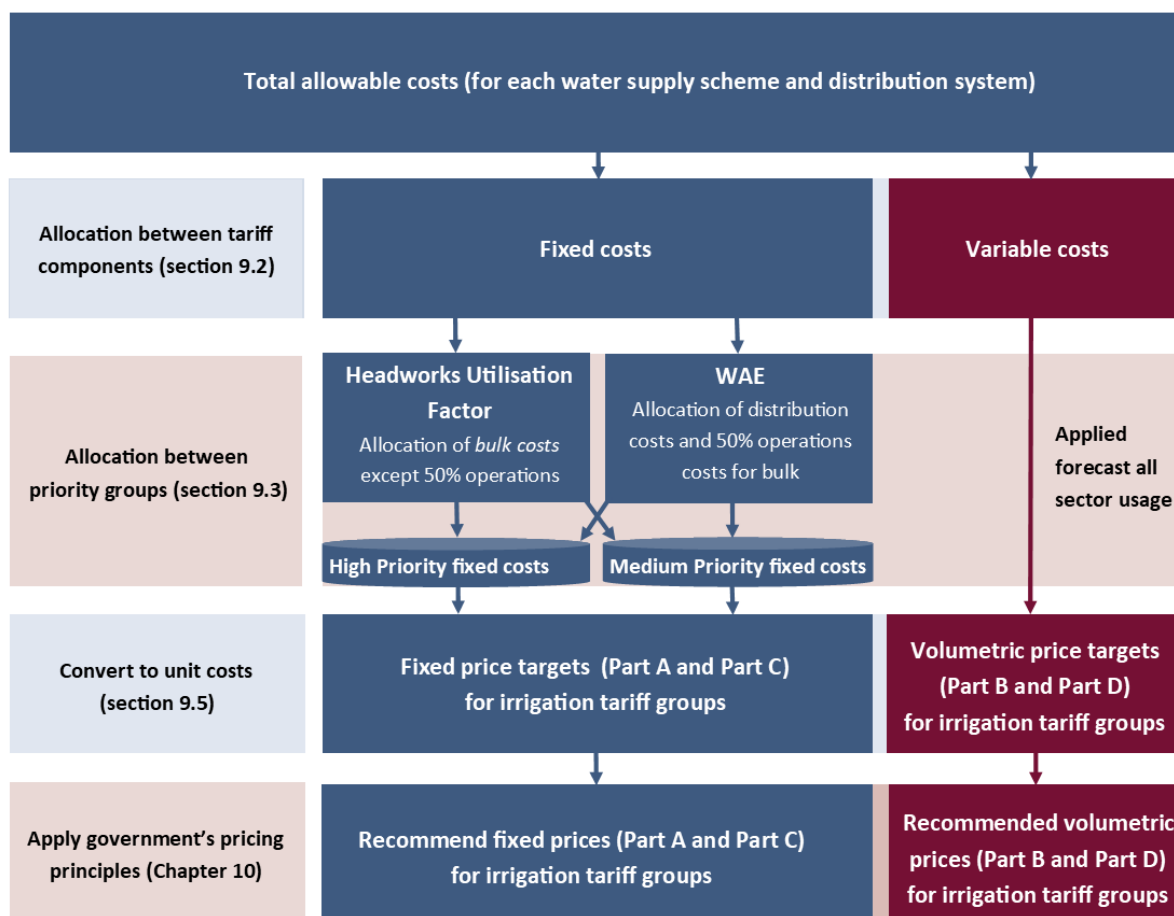 Total allowable costs (for each water supply scheme and distribution system)
Allocation between tariff
components (section 9.2)
Fixed costs
Variable costs
Allocation between
priority groups (section 9.3)
Headworks Utilisation
Factor
Allocation of bulk costs
except 50% operations
WAE
Allocation of distribution
costs and 50% operations
costs for bulk
Applied
forecast all
sector usage
High Priority fixed costs
Medium Priority fixed costs
Convert to unit costs
(section 9.5)
Fixed price targets (Part A and Part C)
for irrigation tariff groups
Volumetric price targets
(Part B and Part D)
for irrigation tariff groups
Apply government’s pricing
principles (Chapter 10)
Recommend fixed prices (Part A and Part C)
for irrigation tariff groups
Recommended volumetric
prices (Part B and Part D)
for irrigation tariff groups